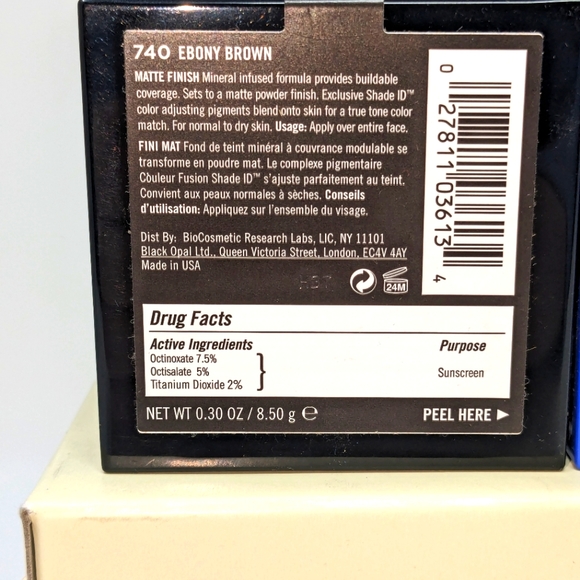 740 EBONY BROWN
MATTE FINISH Mineral infused formula provides buildable
coverage. Sets to a matte powder finish. Exclusive Shade ID™
color adjusting pigments blend onto skin for a true tone color
match. For normal to dry skin. Usage: Apply over entire face.
FINI MAT Fond de teint minéral à couvrance modulable se
transforme en poudre mat. Le complexe pigmentaire
Couleur Fusion Shade ID™ s'ajuste parfaitement au teint.
Convient aux peaux normales à sèches. Conseils
d'utilisation: Appliquez sur l'ensemble du visage.
Dist By: BioCosmetic Research Labs, LIC, NY 11101
Black Opal Ltd., Queen Victoria Street, London, EC4V 4AY
Made in USA
24M
0 27811 03613 4
Drug Facts
Active Ingredients Purpose
Octinoxate 7.5%
Octisalate 5% Sunscreen
Titanium Dioxide 2%
NET WT 0.30 OZ / 8.50 g ℮ PEEL HERE ►